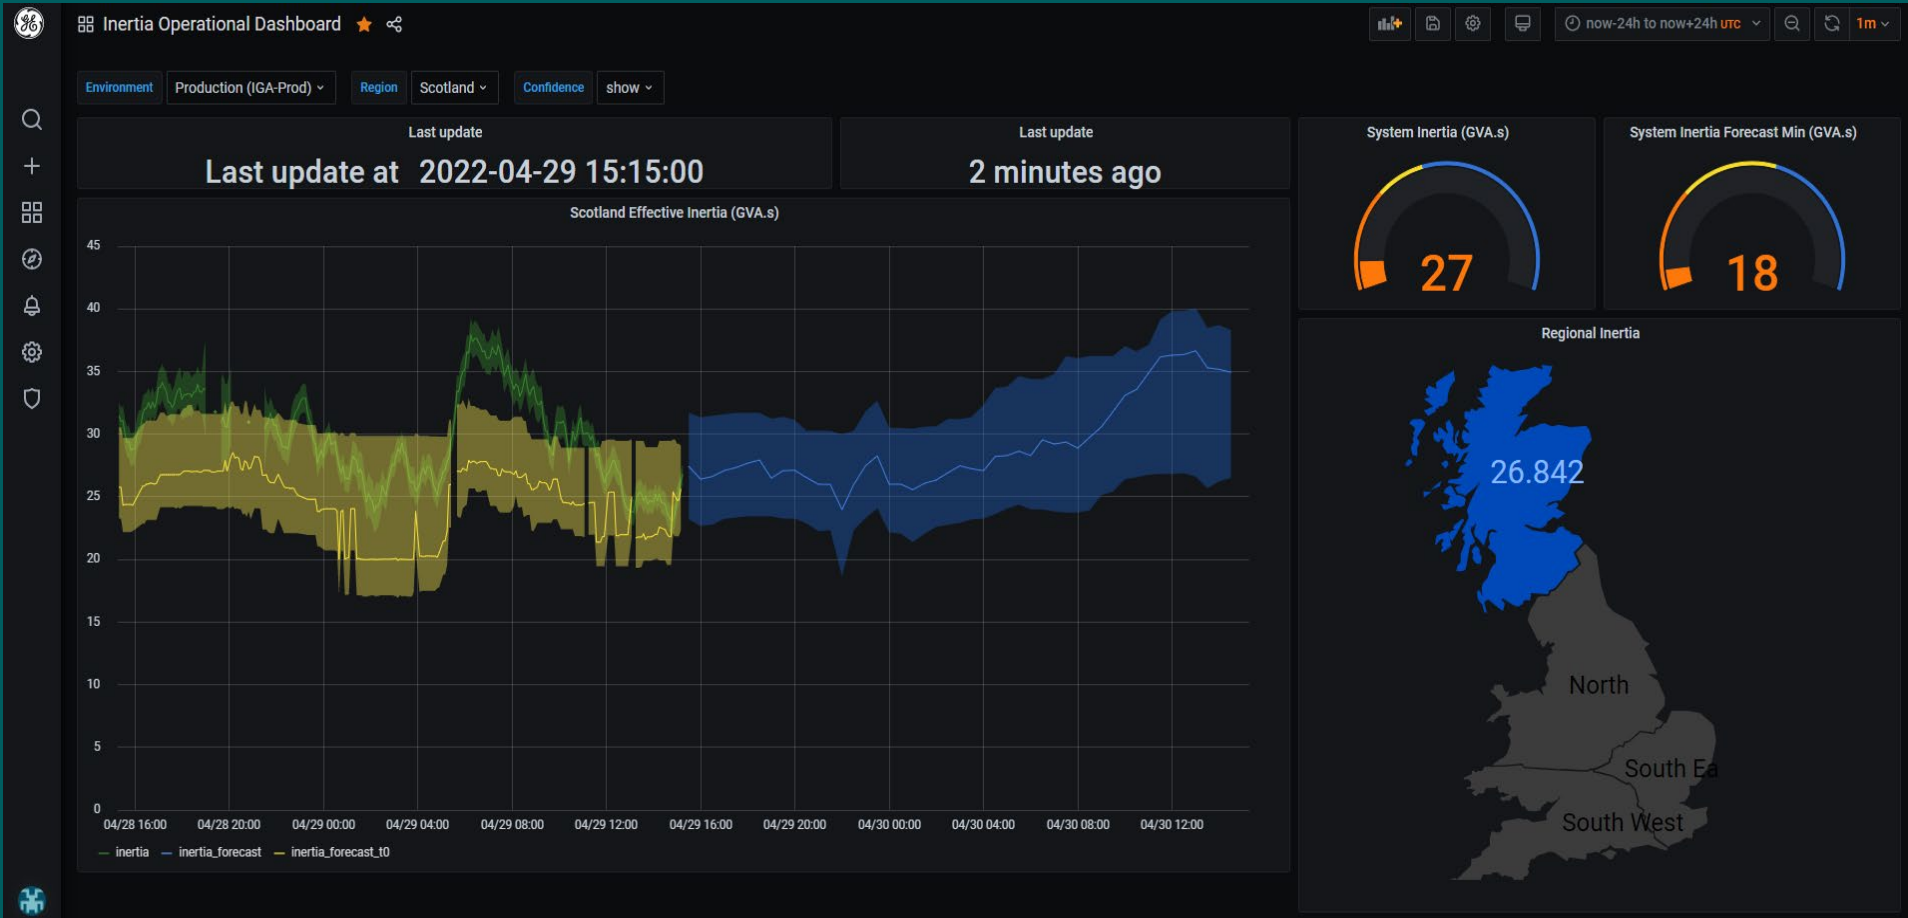 Inertia Operational Dashboard
now-24h to now+24h UTC
1m
Environment Production (IGA-Prod) Region Scotland Confidence show
Last update
Last update at 2022-04-29 15:15:00
Last update
2 minutes ago
System Inertia (GVA.s)
27
System Inertia Forecast Min (GVA.s)
18
Scotland Effective Inertia (GVA.s)
45
40
35
30
25
20
15
10
5
0
04/28 16:00 04/28 20:00 04/29 00:00 04/29 04:00 04/29 08:00 04/29 12:00 04/29 16:00 04/29 20:00 04/30 00:00 04/30 04:00 04/30 08:00 04/30 12:00
inertia inertia_forecast inertia_forecast_t0
Regional Inertia
26.842
North
South Ea
South West